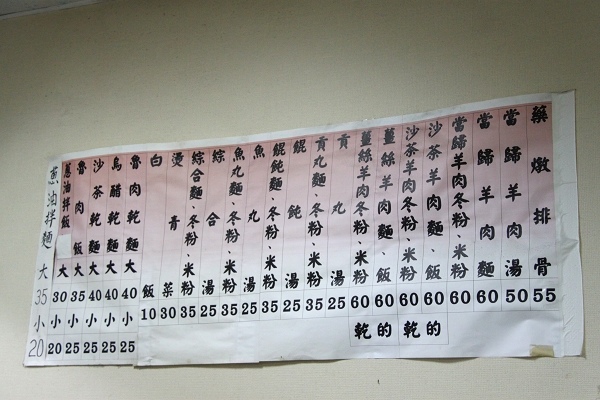 藥燉排骨55
當歸羊肉湯50
當歸羊肉麵60
當歸羊肉冬粉、米粉60
沙茶羊肉麵、飯60
沙茶羊肉冬粉、米粉60
薑絲羊肉麵、飯60
薑絲羊肉冬粉、米粉60
乾的乾的
貢丸湯25
貢丸麵、冬粉、米粉35
餛飩湯25
餛飩麵、冬粉、米粉35
魚丸湯25
魚丸麵、冬粉、米粉35
綜合湯25
綜合麵、冬粉、米粉35
燙青菜30
白飯10
魯肉乾麵大40小25
烏醋乾麵大40小25
沙茶乾麵大40小25
魯肉飯大35小25
蔥油拌飯大30小20
蔥油拌麵大35小20